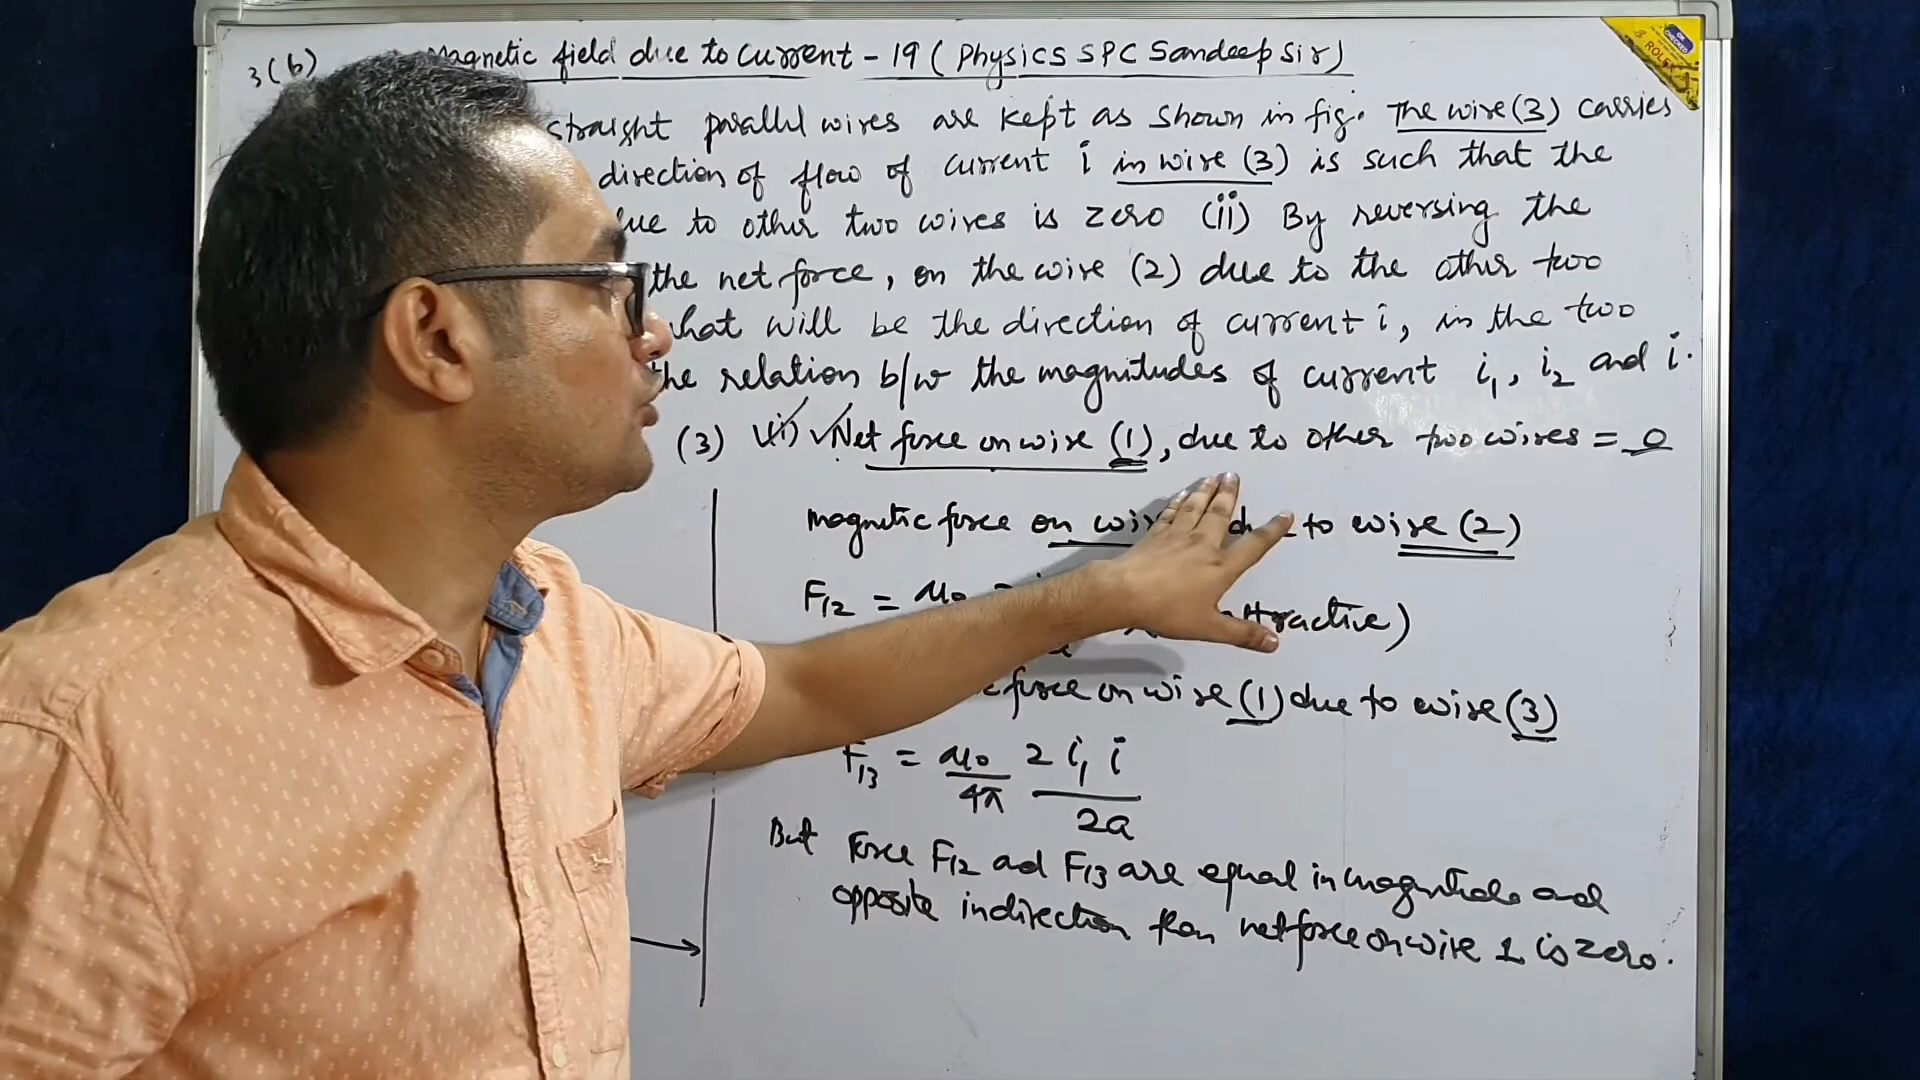 3(b) Magnetic field due to Current - 19 (Physics SPC Sandeep Sir)
straight parallel wires are kept as shown in fig. The wire (3) carries
direction of flow of current i in wire (3) is such that the
due to other two wires is zero (ii) By reversing the
the net force, on the wire (2) due to the other two
what will be the direction of current i, in the two
the relation b/w the magnitudes of current i₁, i₂ and i.
(3) (i) Net force on wire (1), due to other two wires = 0
magnetic force on due to wire (2)
F₁₂ = μ₀ (attractive)
force on wire (1) due to wire (3)
F₁₃ = μ₀/4π 2 i₁ i/2a
But Force F₁₂ ad F₁₃ are equal in magnitude and
opposite in direction then net force on wire 1 is zero.